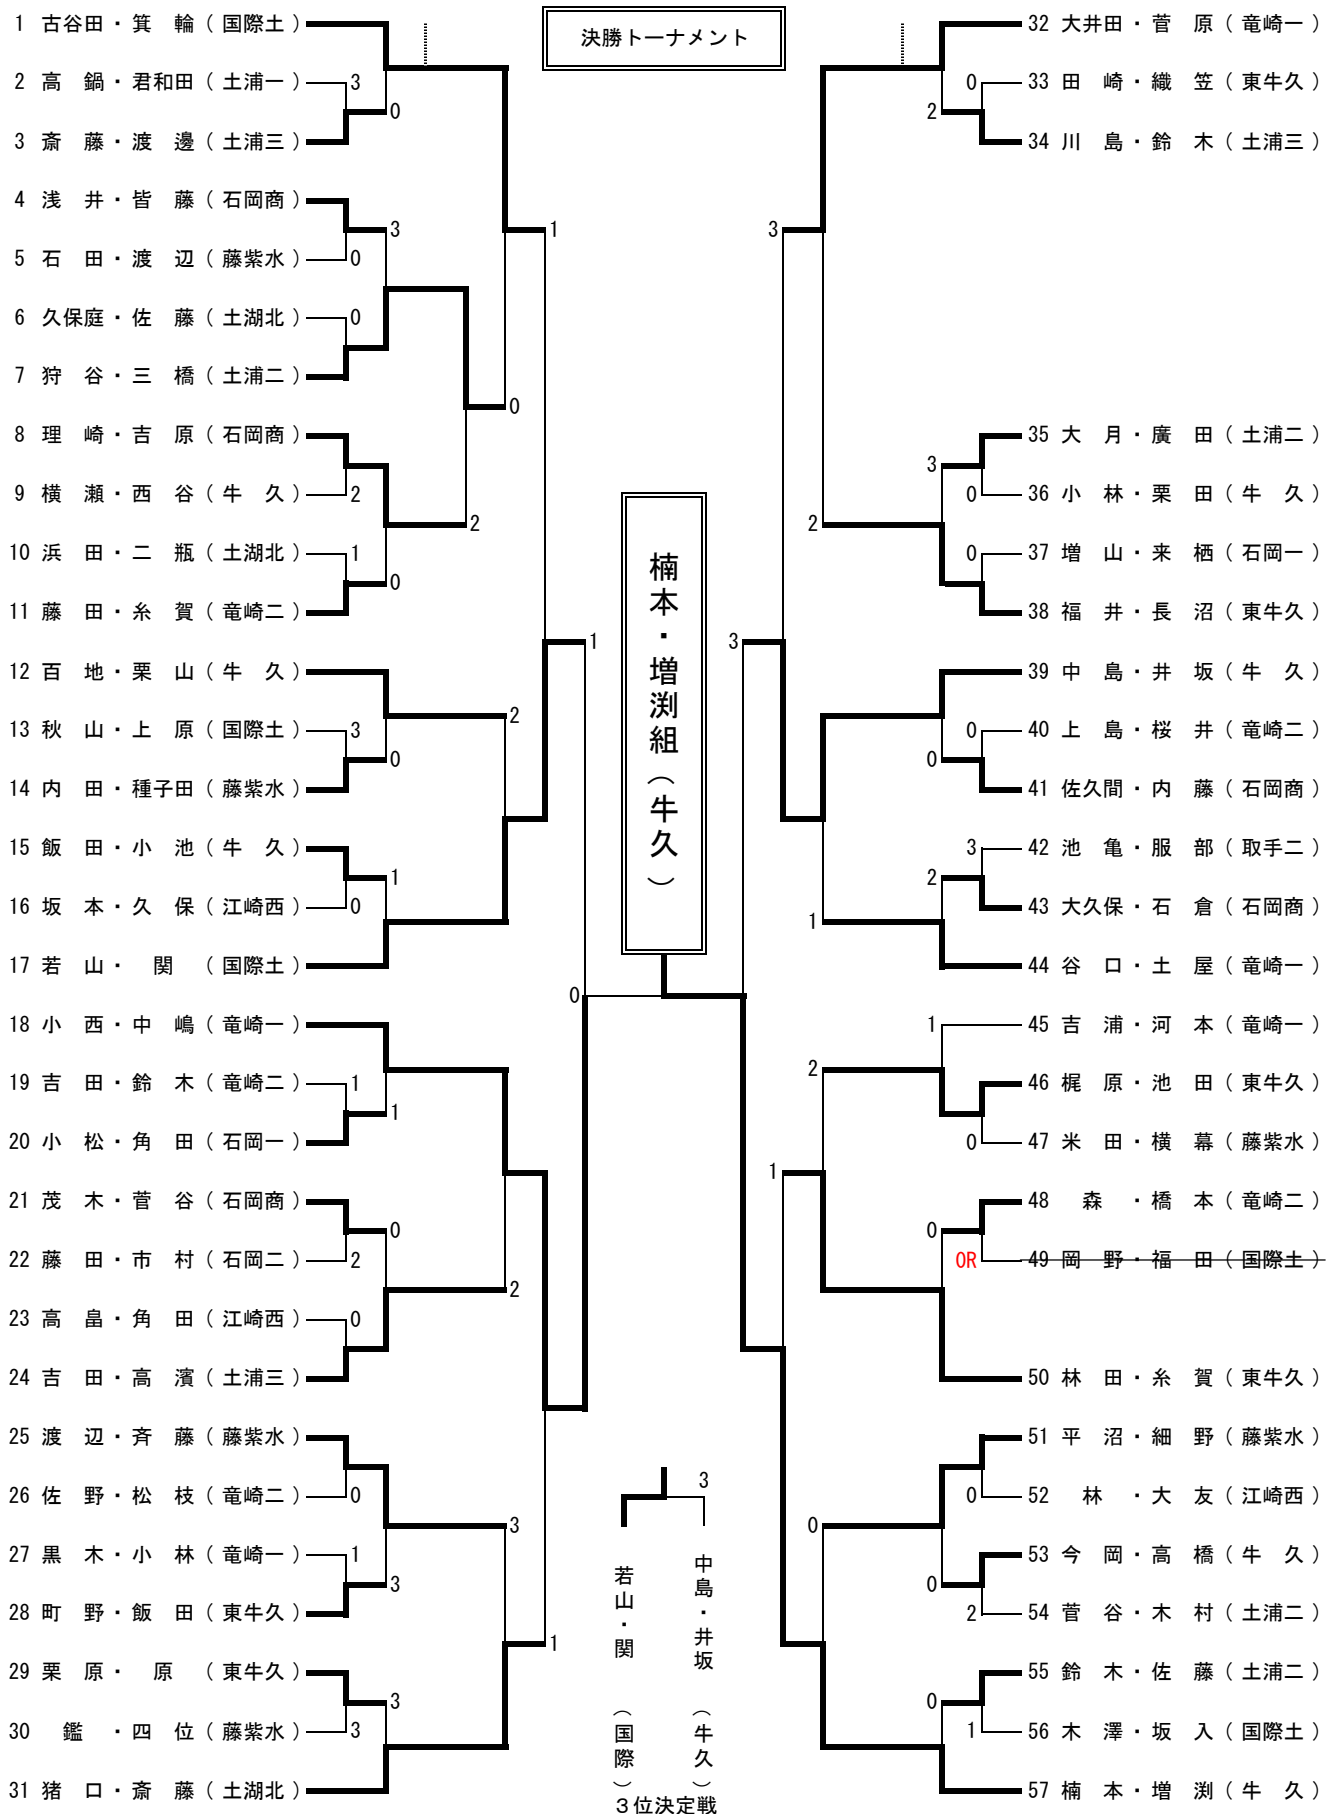 決勝トーナメント
1 古谷田・箕 輪（国際土）
2 高 鍋・君和田（土浦一）
3
3 斎 藤・渡 邊（土浦三）
0
4 浅 井・皆 藤（石岡商）
3
5 石 田・渡 辺（藤紫水）
0
6 久保庭・佐 藤（土湖北）
0
7 狩 谷・三 橋（土浦二）
1
0
8 理 崎・吉 原（石岡商）
9 横 瀬・西 谷（牛 久）
2
2
10 浜 田・二 瓶（土湖北）
1
0
11 藤 田・糸 賀（竜崎二）
1
12 百 地・栗 山（牛 久）
2
13 秋 山・上 原（国際土）
3
0
14 内 田・種子田（藤紫水）
15 飯 田・小 池（牛 久）
1
16 坂 本・久 保（江崎西）
0
17 若 山・ 関 （国際土）
0
18 小 西・中 嶋（竜崎一）
19 吉 田・鈴 木（竜崎二）
1
1
20 小 松・角 田（石岡一）
21 茂 木・菅 谷（石岡商）
0
22 藤 田・市 村（石岡二）
2
2
23 高 畠・角 田（江崎西）
0
24 吉 田・高 濱（土浦三）
25 渡 辺・斉 藤（藤紫水）
26 佐 野・松 枝（竜崎二）
0
3
27 黒 木・小 林（竜崎一）
1
3
28 町 野・飯 田（東牛久）
1
29 栗 原・ 原 （東牛久）
3
30 鑑 ・四 位（藤紫水）
3
31 猪 口・斎 藤（土湖北）
楠本・増渕組（牛久）
32 大井田・菅 原（竜崎一）
0
33 田 崎・織 笠（東牛久）
2
34 川 島・鈴 木（土浦三）
3
35 大 月・廣 田（土浦二）
3
0
36 小 林・栗 田（牛 久）
2
0
37 増 山・来 栖（石岡一）
38 福 井・長 沼（東牛久）
3
39 中 島・井 坂（牛 久）
0
40 上 島・桜 井（竜崎二）
0
41 佐久間・内 藤（石岡商）
3
42 池 亀・服 部（取手二）
2
43 大久保・石 倉（石岡商）
1
44 谷 口・土 屋（竜崎一）
1
45 吉 浦・河 本（竜崎一）
2
46 梶 原・池 田（東牛久）
0
47 米 田・横 幕（藤紫水）
1
48 森 ・橋 本（竜崎二）
0
0R
49 岡 野・福 田（国際土）
50 林 田・糸 賀（東牛久）
51 平 沼・細 野（藤紫水）
0
52 林 ・大 友（江崎西）
0
53 今 岡・高 橋（牛 久）
0
2
54 菅 谷・木 村（土浦二）
55 鈴 木・佐 藤（土浦二）
0
1
56 木 澤・坂 入（国際土）
57 楠 本・増 渕（牛 久）
3
若山・関 （国際）
中島・井坂 （牛久）
３位決定戦